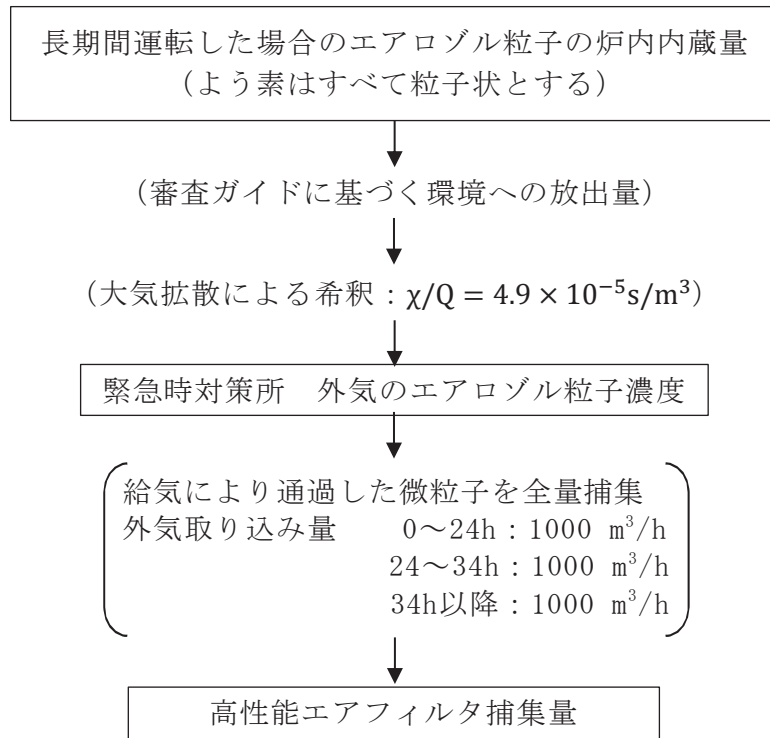 長期間運転した場合のエアロゾル粒子の炉内内蔵量
（よう素はすべて粒子状とする）
（審査ガイドに基づく環境への放出量）
（大気拡散による希釈：χ/Q = 4.9 × 10⁻⁵s/m³）
緊急時対策所　外気のエアロゾル粒子濃度
給気により通過した微粒子を全量捕集
外気取り込み量　　0～24h：1000 m³/h
24～34h：1000 m³/h
34h以降：1000 m³/h
高性能エアフィルタ捕集量